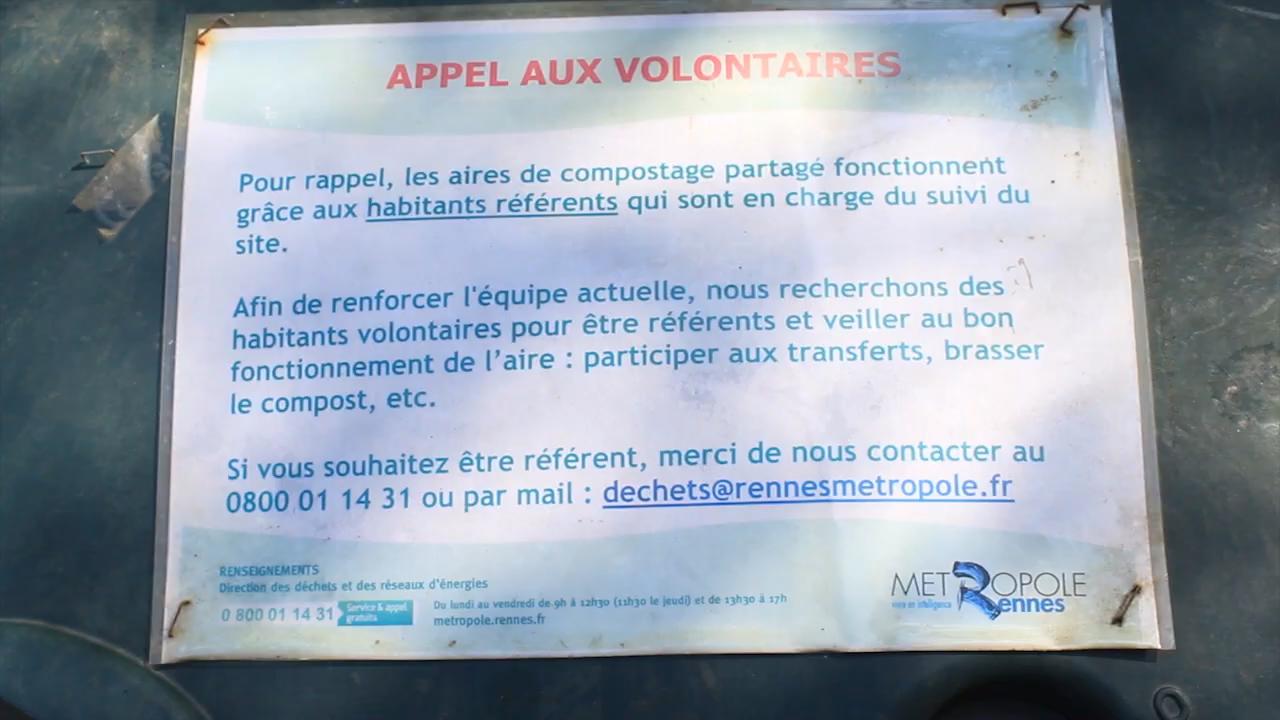 APPEL AUX VOLONTAIRES
Pour rappel, les aires de compostage partagé fonctionnent
grâce aux habitants référents qui sont en charge du suivi du
site.
Afin de renforcer l'équipe actuelle, nous recherchons des
habitants volontaires pour être référents et veiller au bon
fonctionnement de l’aire : participer aux transferts, brasser
le compost, etc.
Si vous souhaitez être référent, merci de nous contacter au
0800 01 14 31 ou par mail : dechets@rennesmetropole.fr
RENSEIGNEMENTS
Direction des déchets et des réseaux d'énergies
0 800 01 14 31 Service & appel
gratuits
Du lundi au vendredi de 9h à 12h30 (11h30 le jeudi) et de 13h30 à 17h
metropole.rennes.fr
METROPOLE
vivre en intelligence Rennes